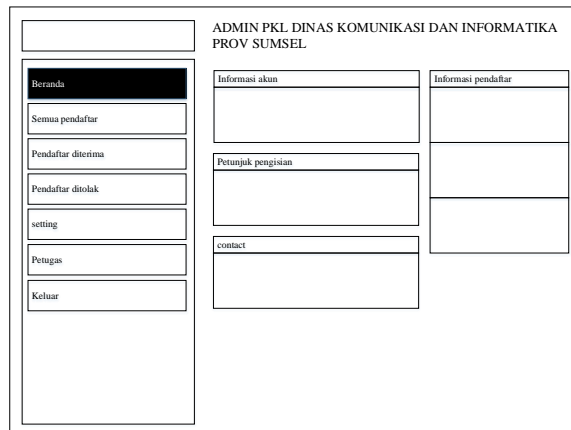 ADMIN PKL DINAS KOMUNIKASI DAN INFORMATIKA
PROV SUMSEL
Beranda
Semua pendaftar
Pendaftar diterima
Pendaftar ditolak
setting
Petugas
Keluar
Informasi akun
Petunjuk pengisian
contact
Informasi pendaftar